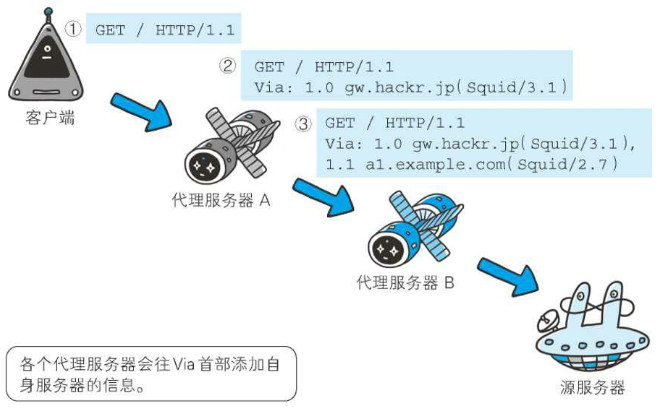 ① GET / HTTP/1.1
② GET / HTTP/1.1
Via: 1.0 gw.hackr.jp(Squid/3.1)
③ GET / HTTP/1.1
Via: 1.0 gw.hackr.jp(Squid/3.1),
1.1 a1.example.com(Squid/2.7)
客户端
代理服务器 A
代理服务器 B
源服务器
各个代理服务器会往Via首部添加自
身服务器的信息。